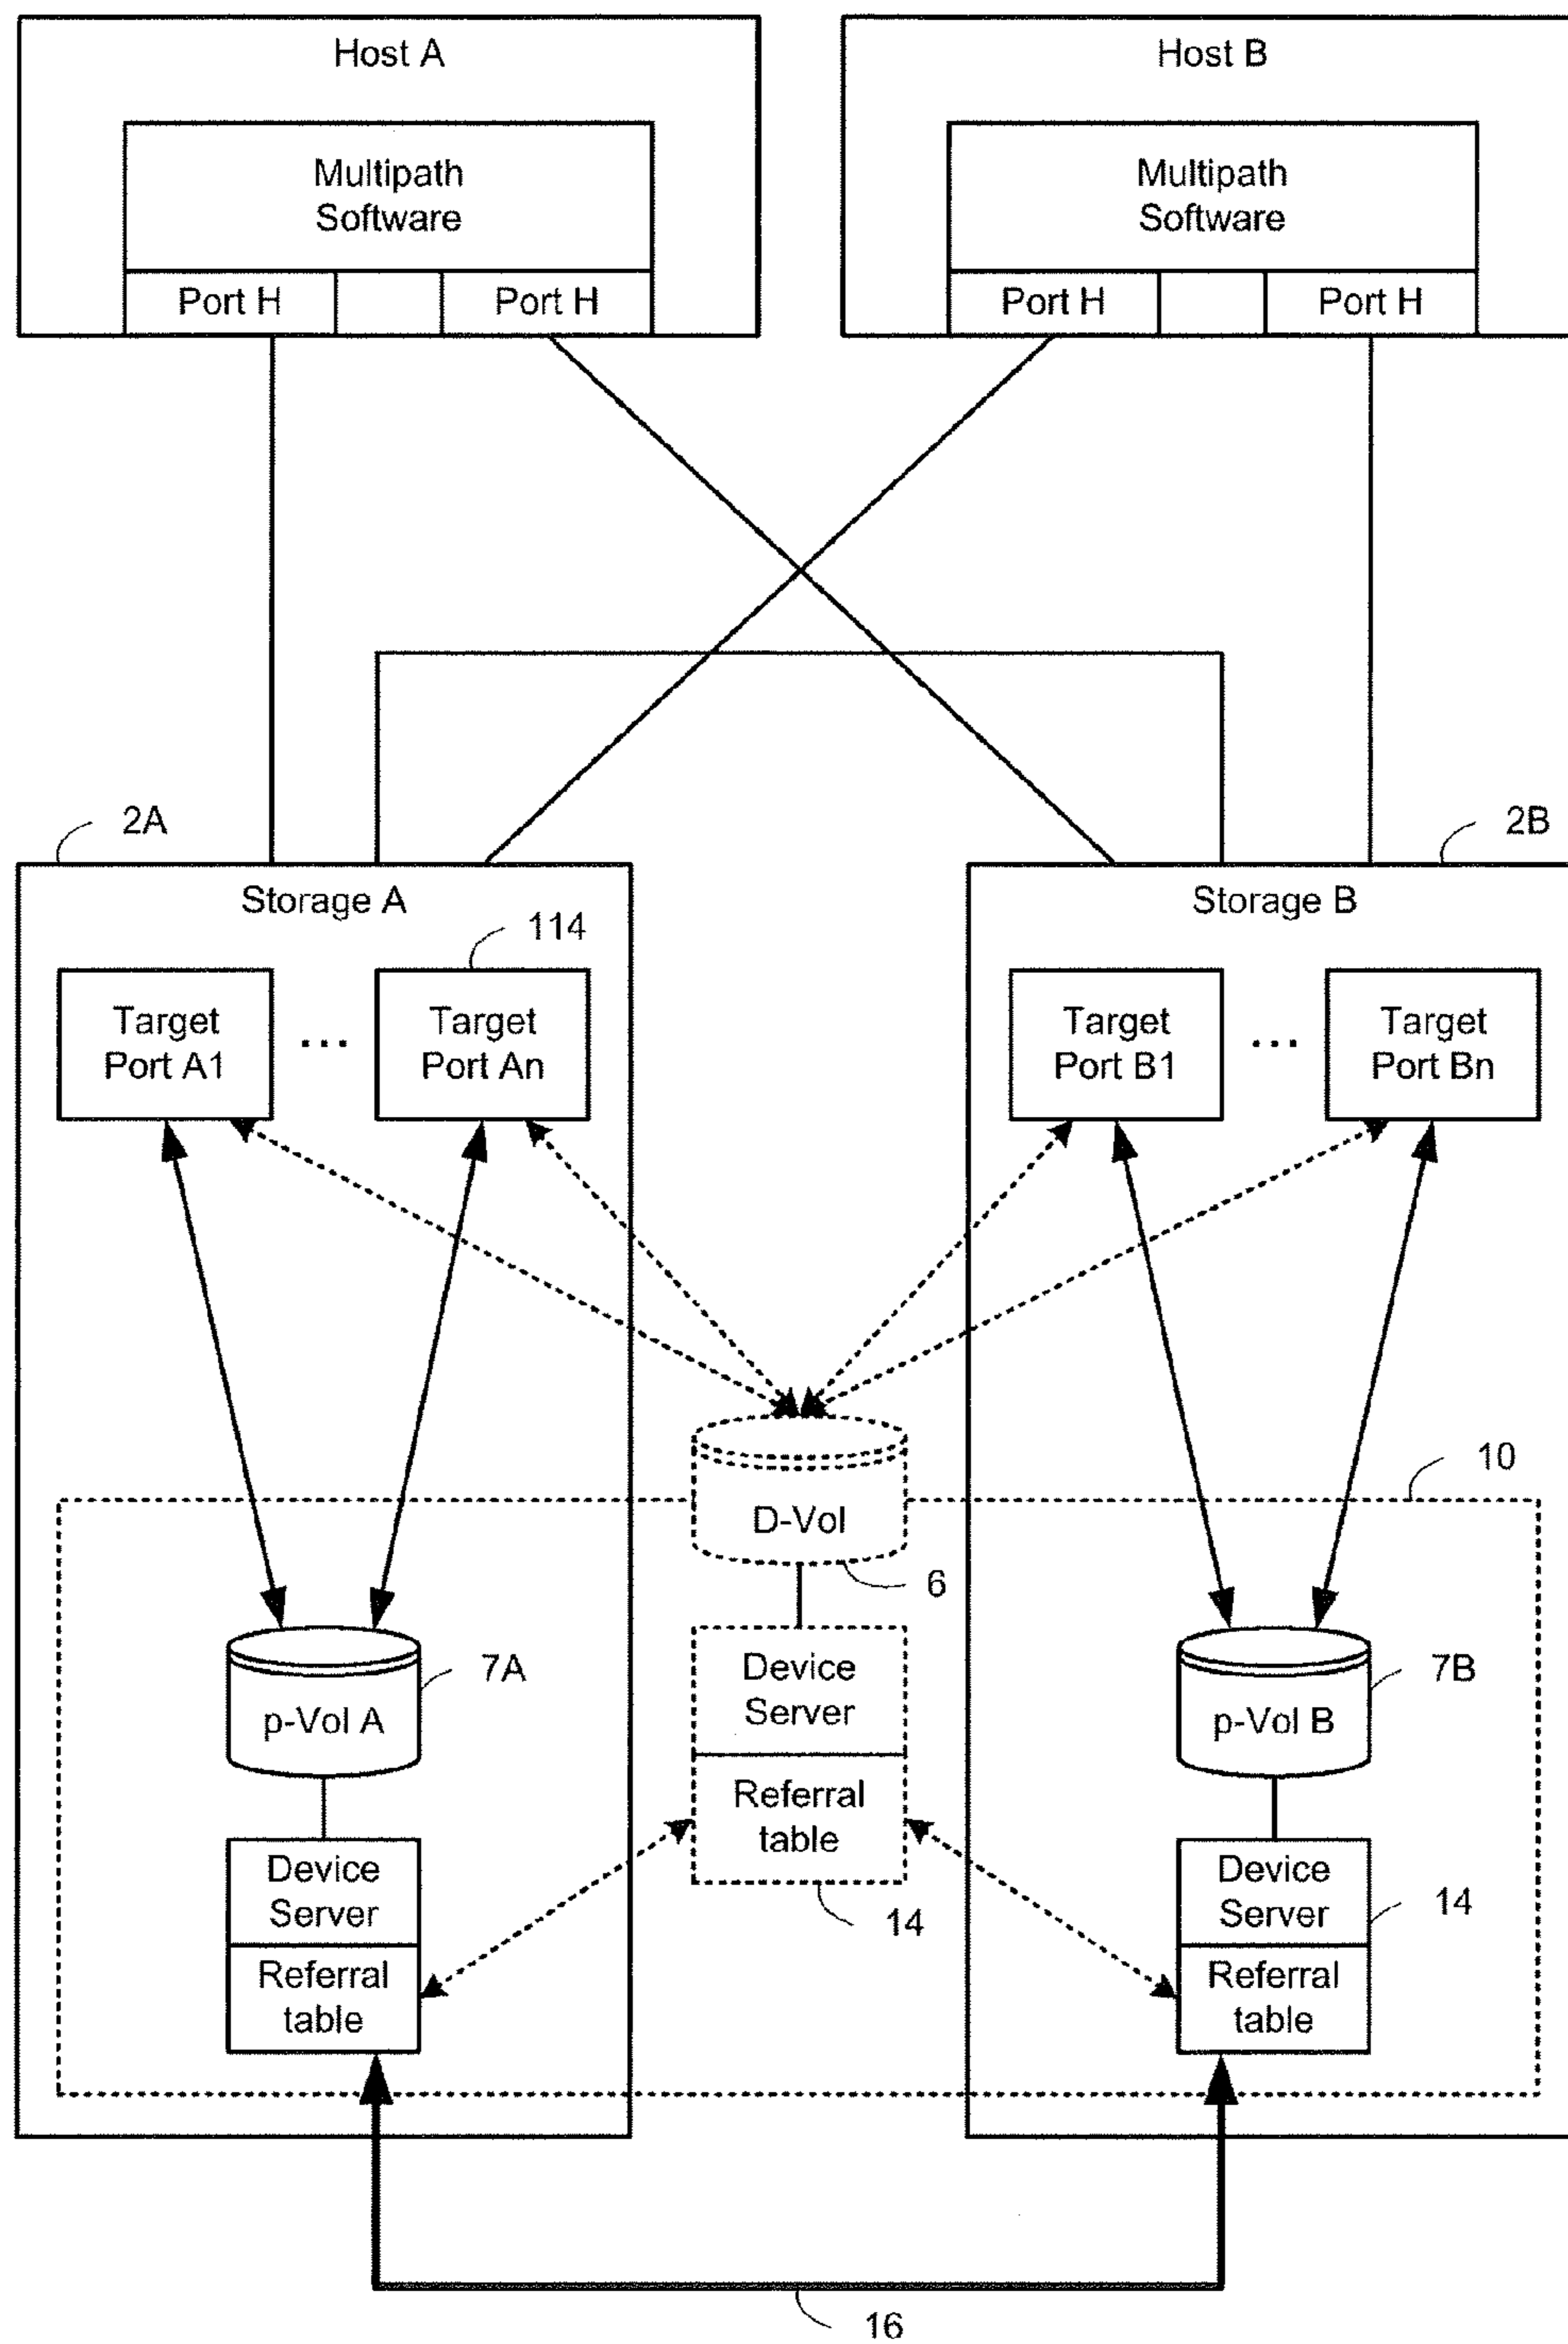 Host A
Host B
Multipath
Software
Multipath
Software
Port H
Port H
Port H
Port H
2A
2B
Storage A
Storage B
114
Target
Port A1
...
Target
Port An
Target
Port B1
...
Target
Port Bn
10
D-Vol
6
7A
7B
p-Vol A
Device
Server
p-Vol B
Referral
table
Device
Server
14
Device
Server
14
Referral
table
Referral
table
16